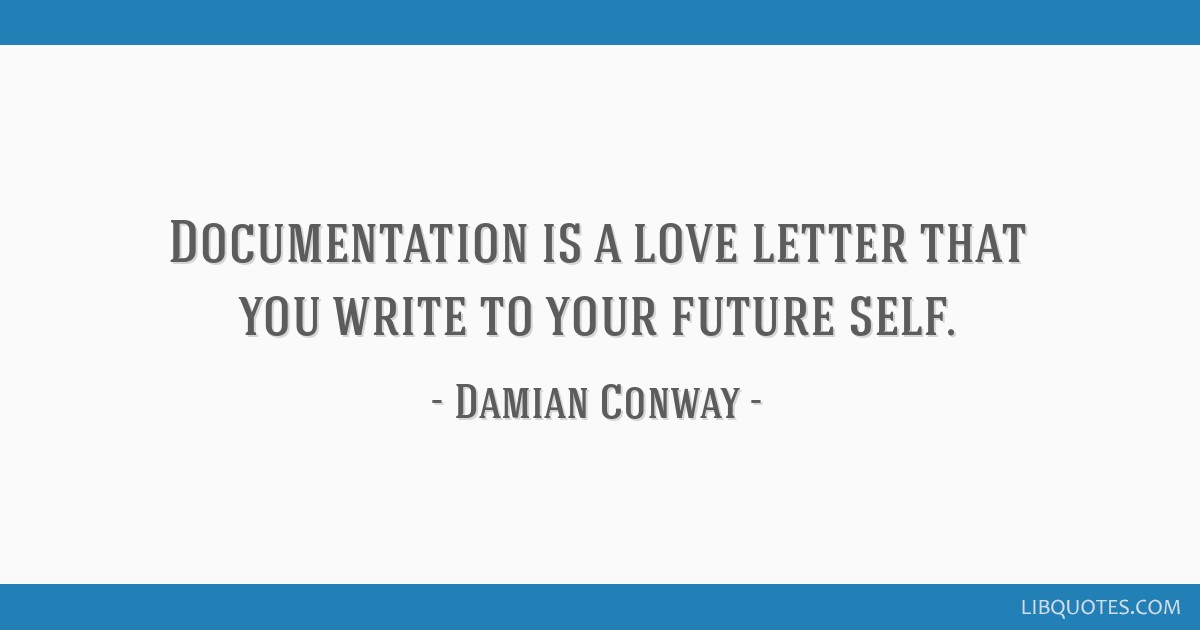 Documentation is a love letter that
you write to your future self.
- Damian Conway -
LIBQUOTES.COM